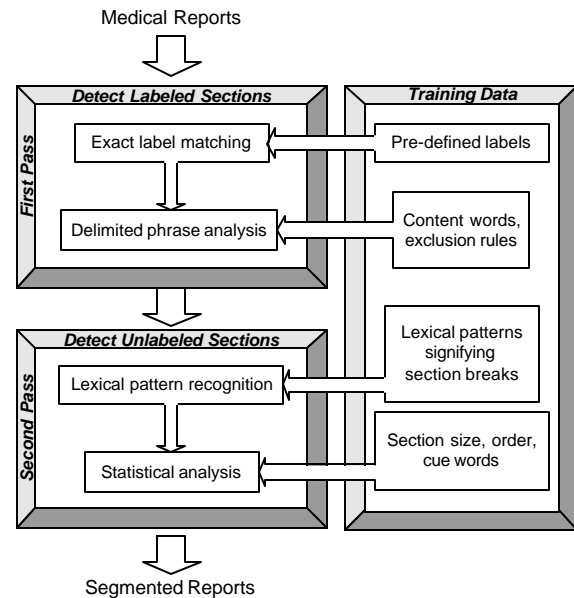 Medical Reports
Detect Labeled Sections
First Pass
Exact label matching
Delimited phrase analysis
Training Data
Pre-defined labels
Content words,
exclusion rules
Detect Unlabeled Sections
Second Pass
Lexical pattern recognition
Statistical analysis
Lexical patterns
signifying
section breaks
Section size, order,
cue words
Segmented Reports